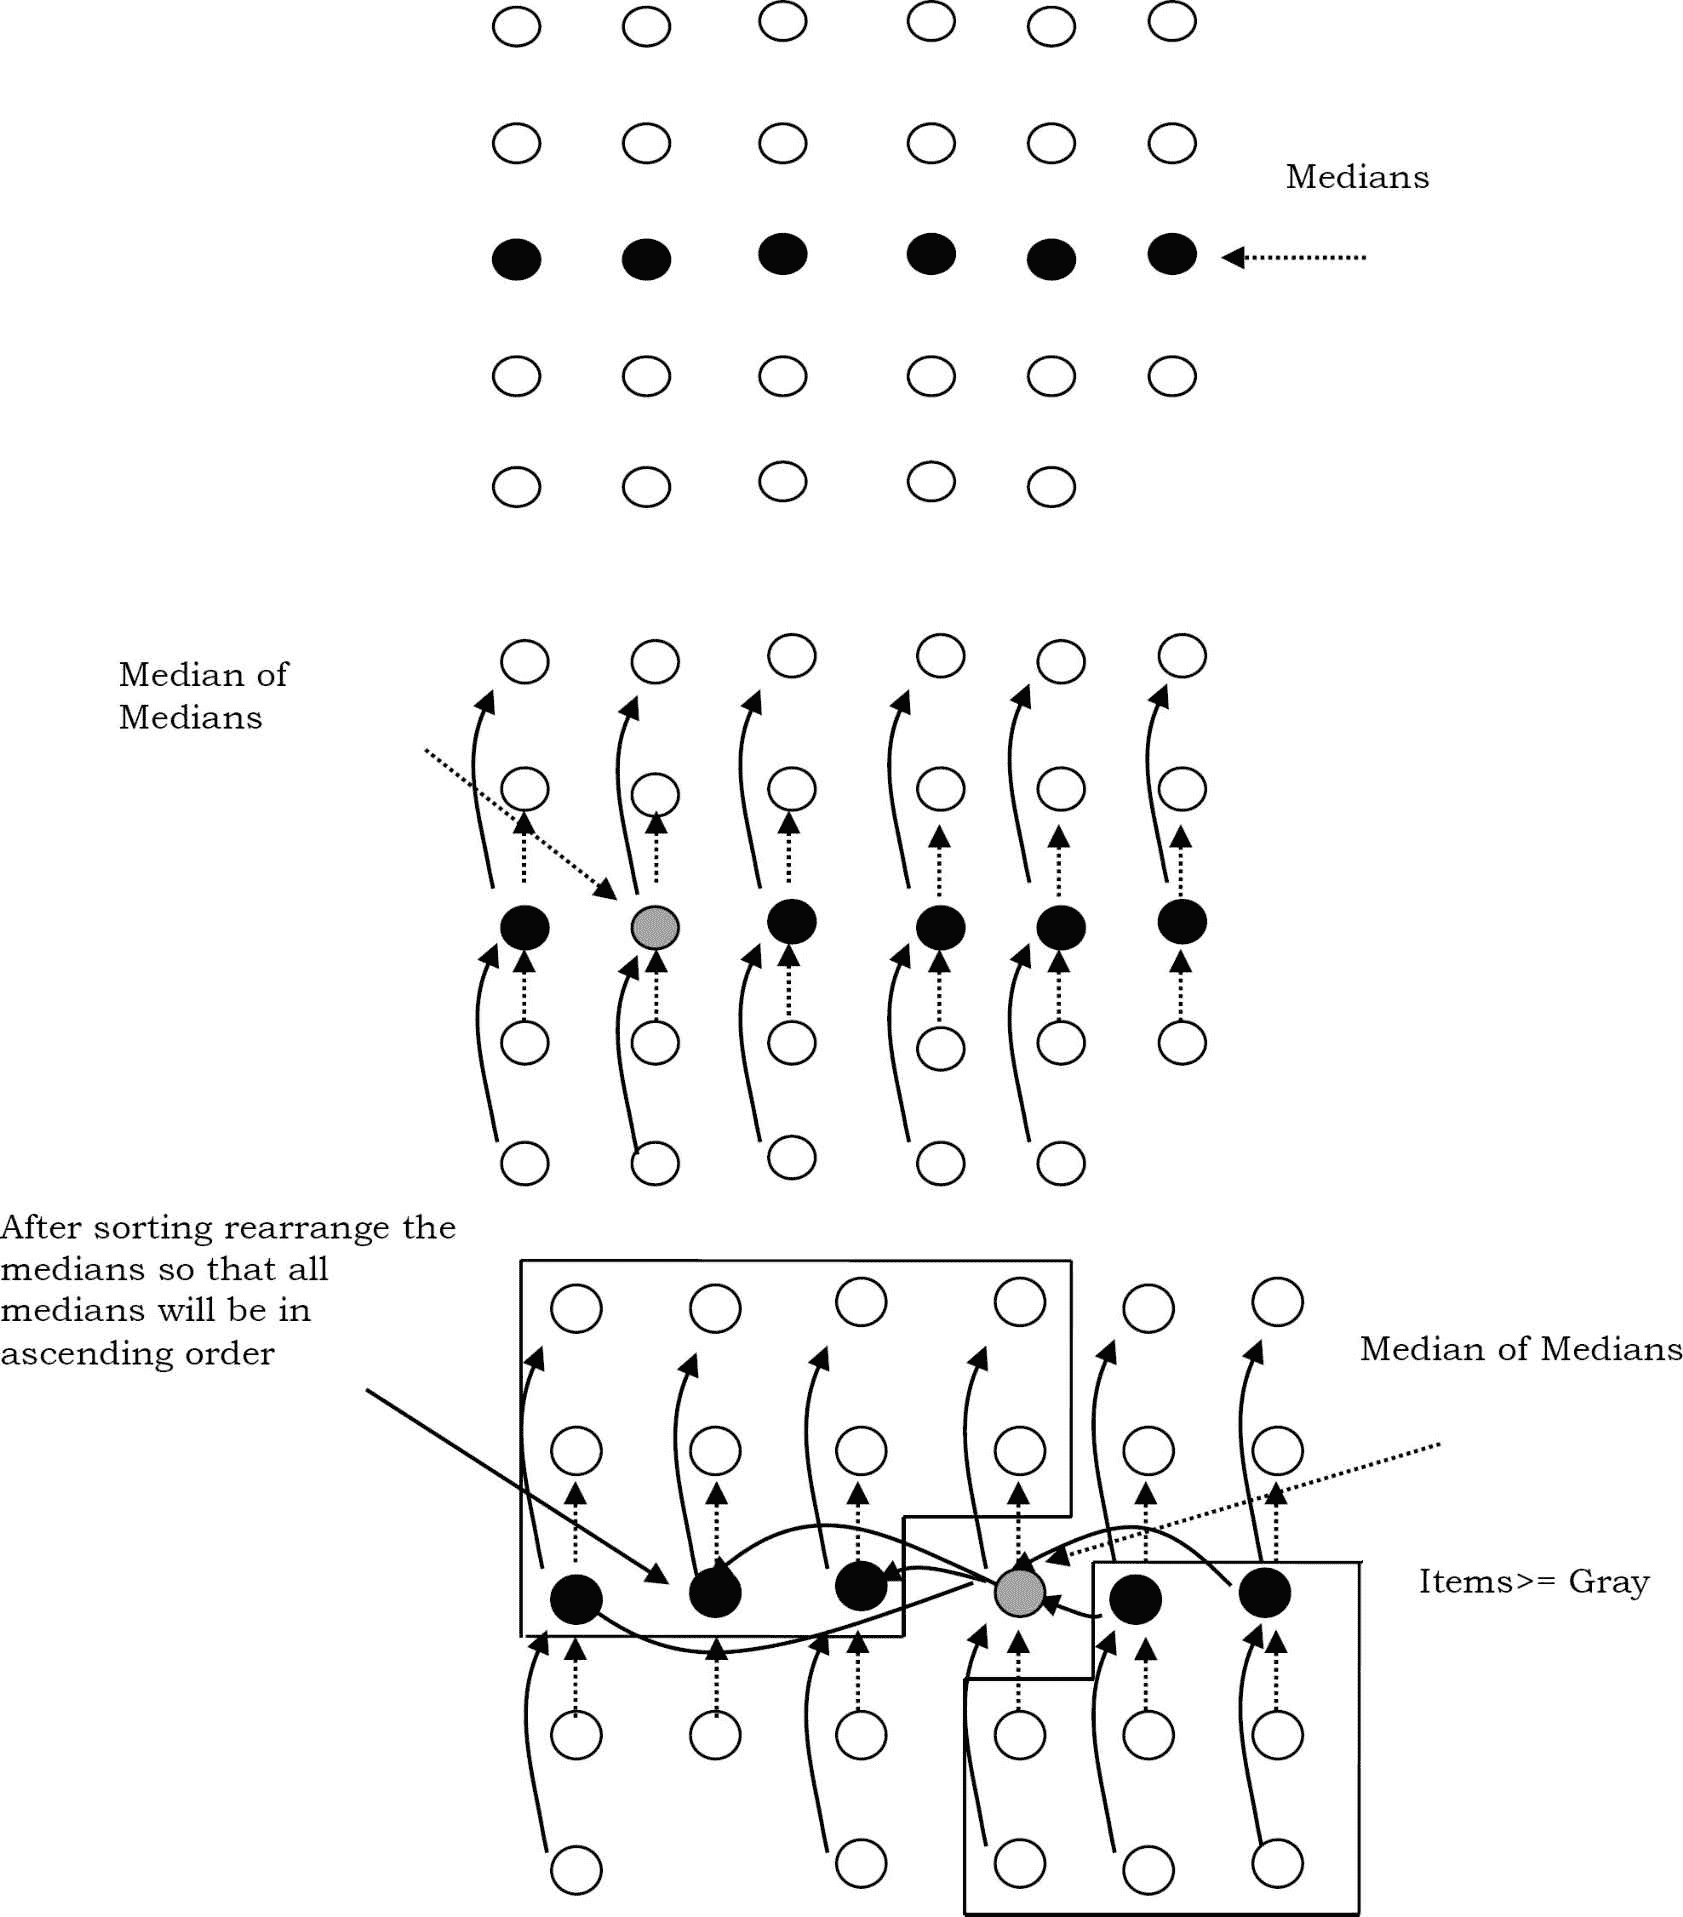 Medians
Median of
Medians
After sorting rearrange the
medians so that all
medians will be in
ascending order
Median of Medians
Items>= Gray